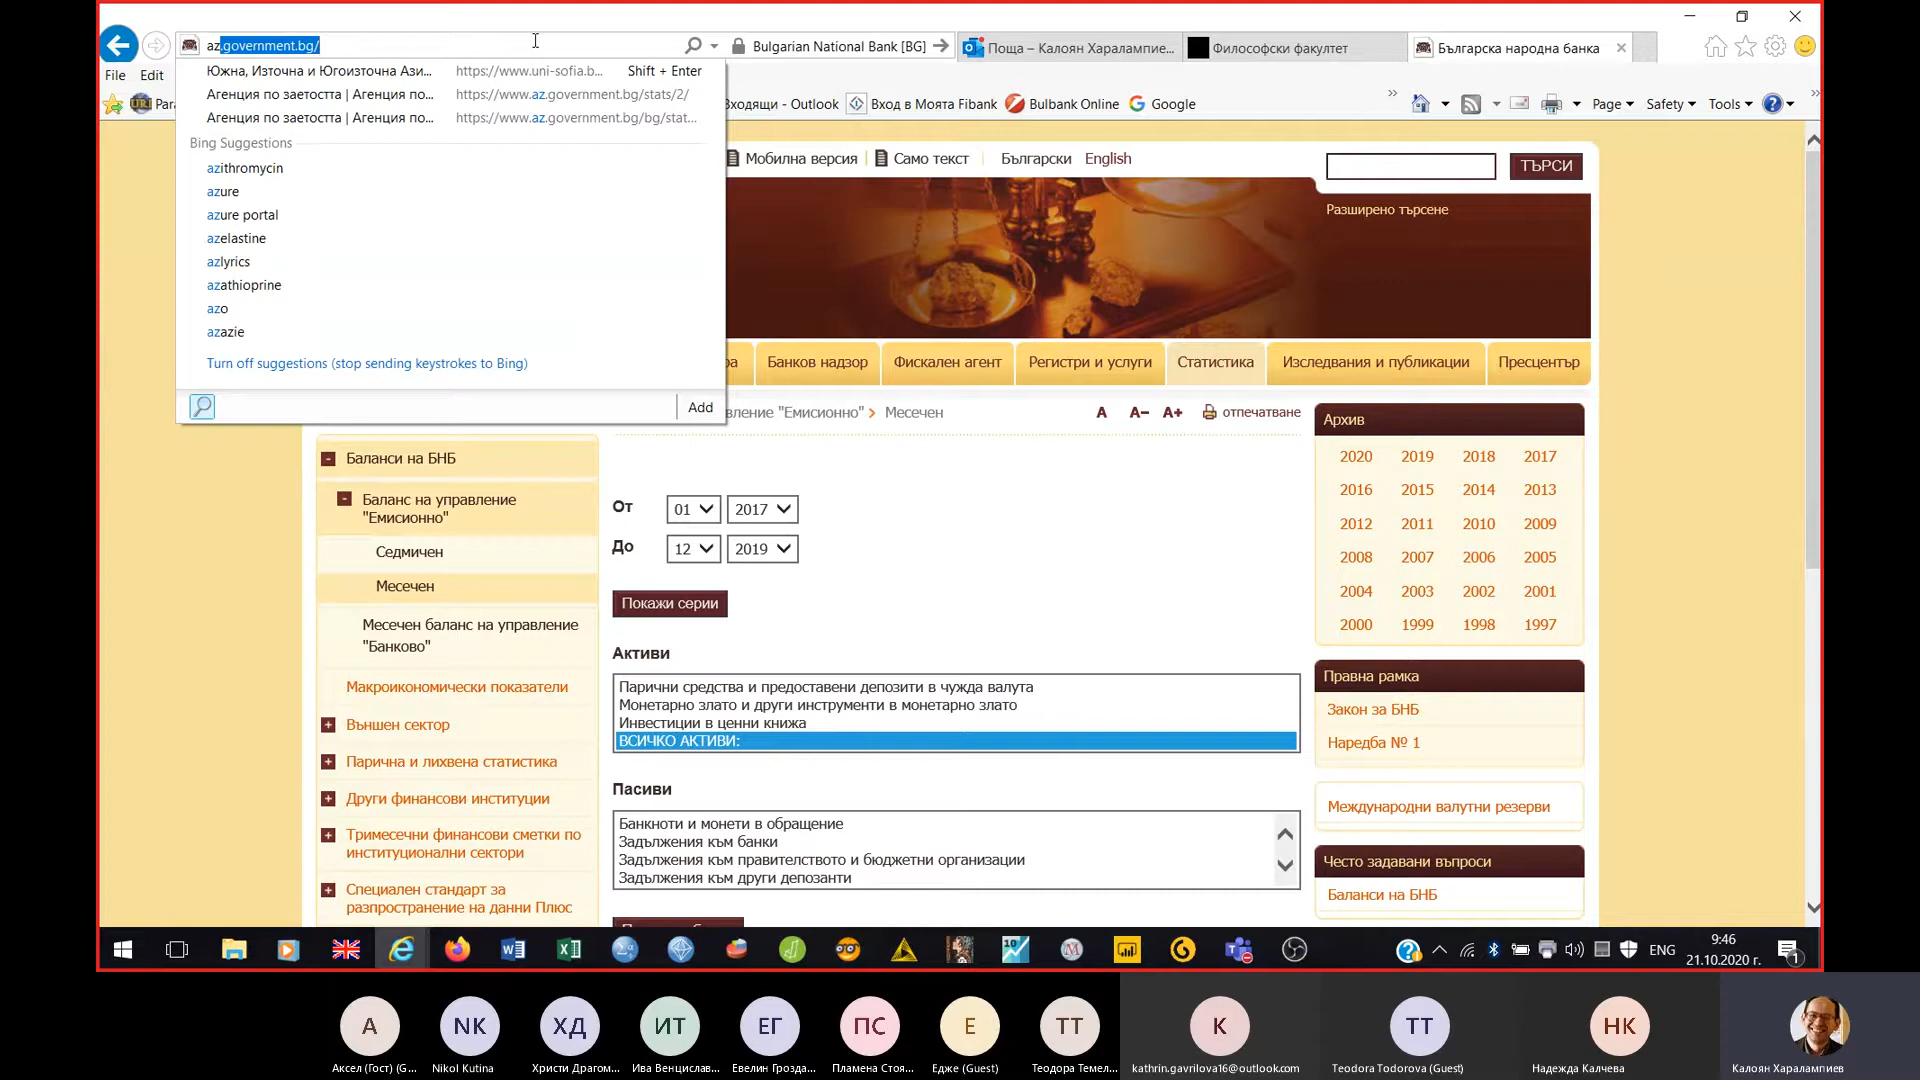 az.government.bg/
Bulgarian National Bank [BG]
Поща – Калоян Харалампие...
Философски факултет
Българска народна банка
File Edit
Южна, Източна и Югоизточна Ази... https://www.uni-sofia.b... Shift + Enter
Агенция по заетостта | Агенция по... https://www.az.government.bg/stats/2/
Агенция по заетостта | Агенция по... https://www.az.government.bg/bg/stat...
Bing Suggestions
azithromycin
azure
azure portal
azelastine
azlyrics
azathioprine
azo
azazie
Turn off suggestions (stop sending keystrokes to Bing)
Add
Вход в Моята Fibank
Bulbank Online
Google
Page Safety Tools
Мобилна версия Само текст Български English
ТЪРСИ
Разширено търсене
Банков надзор Фискален агент Регистри и услуги Статистика Изследвания и публикации Пресцентър
"Емисионно" Месечен A A− A+ отпечатване
Баланси на БНБ
Баланс на управление
"Емисионно"
Седмичен
Месечен
Месечен баланс на управление
"Банково"
Макроикономически показатели
Външен сектор
Парична и лихвена статистика
Други финансови институции
Тримесечни финансови сметки по
институционални сектори
Специален стандарт за
разпространение на данни Плюс
От 01 2017
До 12 2019
Покажи серии
Активи
Парични средства и предоставени депозити в чужда валута
Монетарно злато и други инструменти в монетарно злато
Инвестиции в ценни книжа
ВСИЧКО АКТИВИ:
Пасиви
Банкноти и монети в обращение
Задължения към банки
Задължения към правителството и бюджетни организации
Задължения към други депозанти
Архив
2020 2019 2018 2017
2016 2015 2014 2013
2012 2011 2010 2009
2008 2007 2006 2005
2004 2003 2002 2001
2000 1999 1998 1997
Правна рамка
Закон за БНБ
Наредба № 1
Международни валутни резерви
Често задавани въпроси
Баланси на БНБ
ENG
9:46
21.10.2020 г.
1
А NK ХД ИТ ЕГ ПС Е ТТ K TT НК
Аксел (Гост) (G... Nikol Kutina Христи Драгом... Ива Венцислав... Евелин Грозда... Пламена Стоя... Едже (Guest) Теодора Темел... kathrin.gavrilova16@outlook.com Teodora Todorova (Guest) Надежда Калчева Калоян Харалампиев